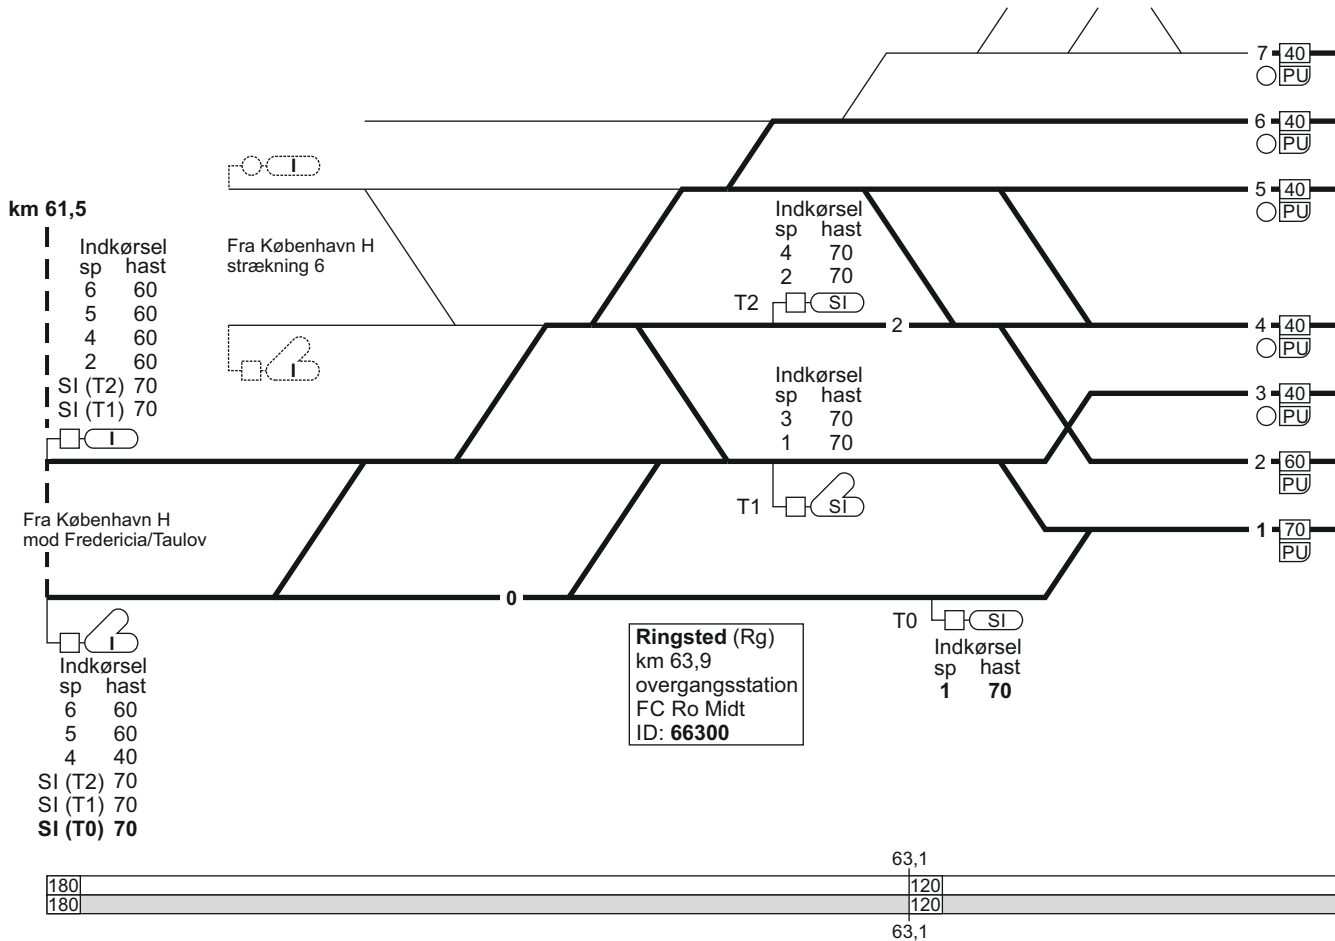 7 40
PU
6 40
PU
I
5 40
PU
km 61,5
Indkørsel
sp hast
6 60
5 60
4 60
2 60
SI (T2) 70
SI (T1) 70
I
Fra København H
strækning 6
I
Indkørsel
sp hast
4 70
2 70
T2 SI
2
4 40
PU
Indkørsel
sp hast
3 70
1 70
3 40
PU
2 60
PU
T1 SI
Fra København H
mod Fredericia/Taulov
1 70
PU
0
I
Indkørsel
sp hast
6 60
5 60
4 40
SI (T2) 70
SI (T1) 70
SI (T0) 70
Ringsted (Rg)
km 63,9
overgangsstation
FC Ro Midt
ID: 66300
T0 SI
Indkørsel
sp hast
1 70
63,1
180 120
180 120
63,1